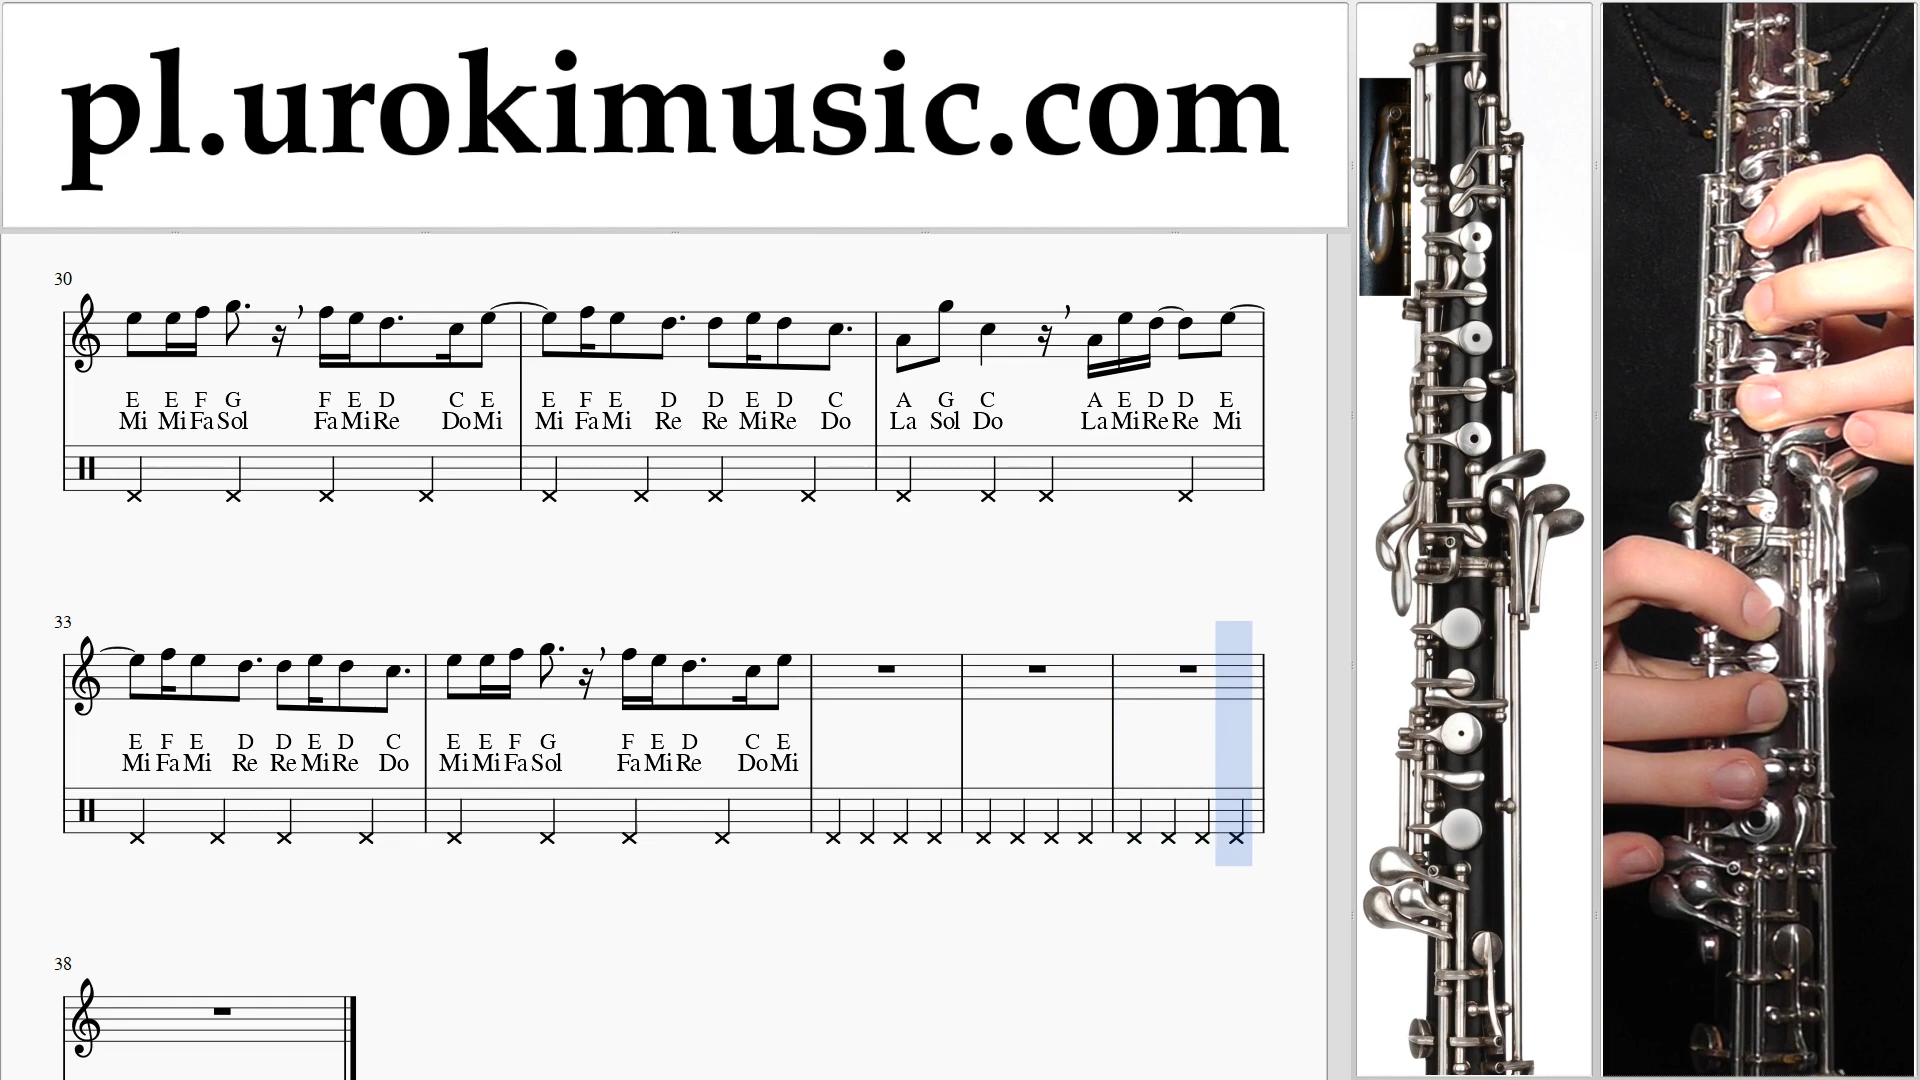 pl.urokimusic.com
30
E E F G F E D C E E F E D D E D C A G C A E D D E
Mi Mi Fa Sol Fa Mi Re Do Mi Mi Fa Mi Re Re Mi Re Do La Sol Do La Mi Re Re Mi
33
E F E D D E D C E E F G F E D C E
Mi Fa Mi Re Re Mi Re Do Mi Mi Fa Sol Fa Mi Re Do Mi
38